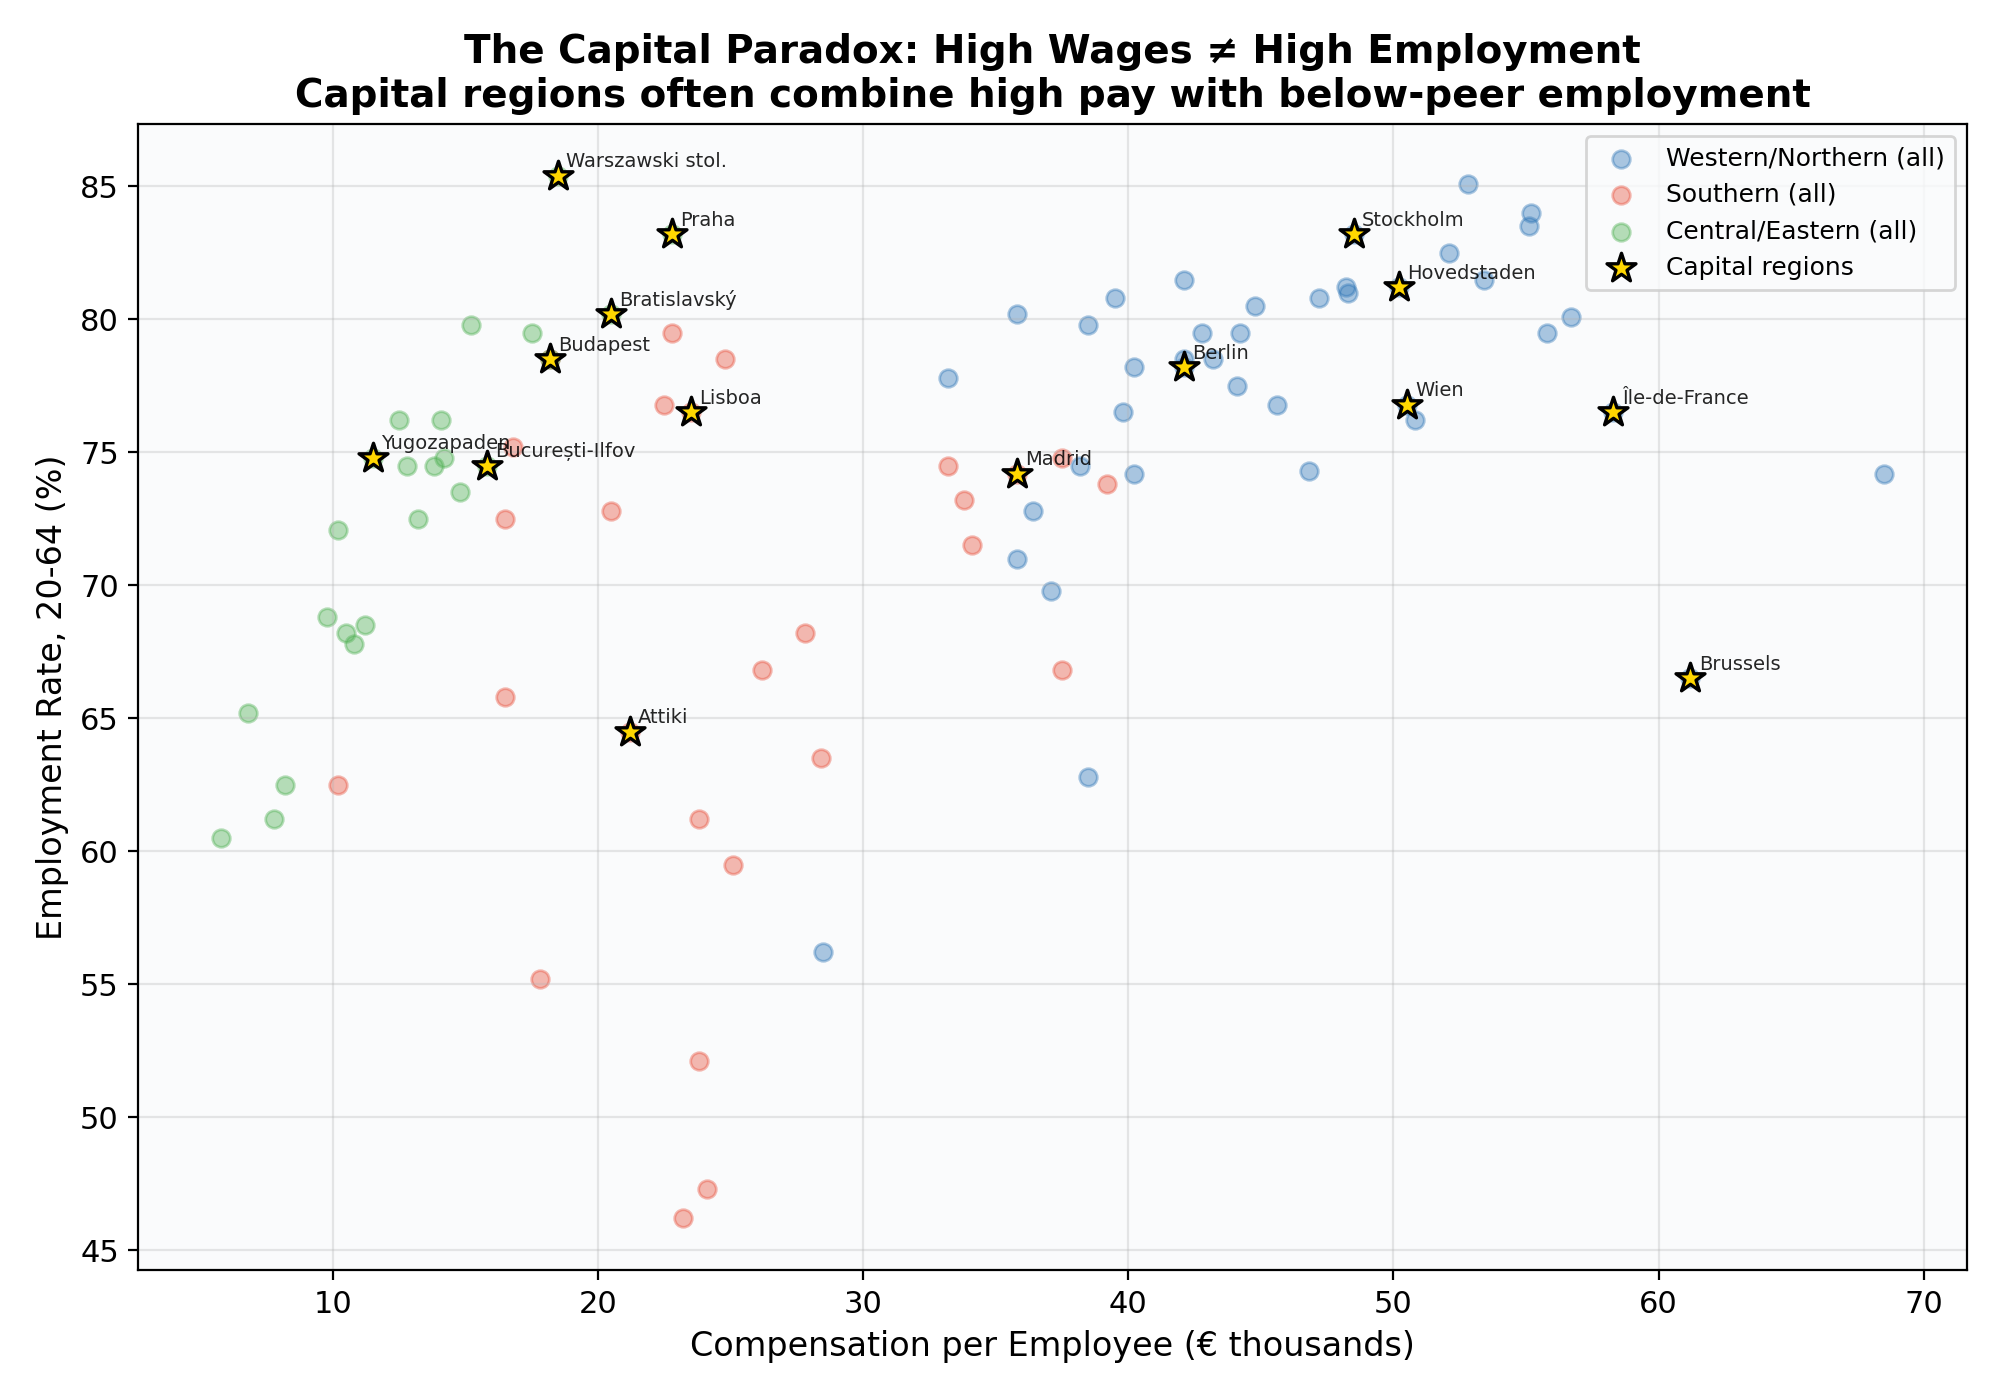 The Capital Paradox: High Wages ≠ High Employment
Capital regions often combine high pay with below-peer employment
Western/Northern (all)
Southern (all)
Central/Eastern (all)
Capital regions
Warszawski stol.
Praha
Stockholm
Hovedstaden
Bratislavský
Budapest
Berlin
Lisboa
Wien
Île-de-France
Yugozapaden
București-Ilfov
Madrid
Brussels
Attiki
Employment Rate, 20-64 (%)
85
80
75
70
65
60
55
50
45
10
20
30
40
50
60
70
Compensation per Employee (€ thousands)